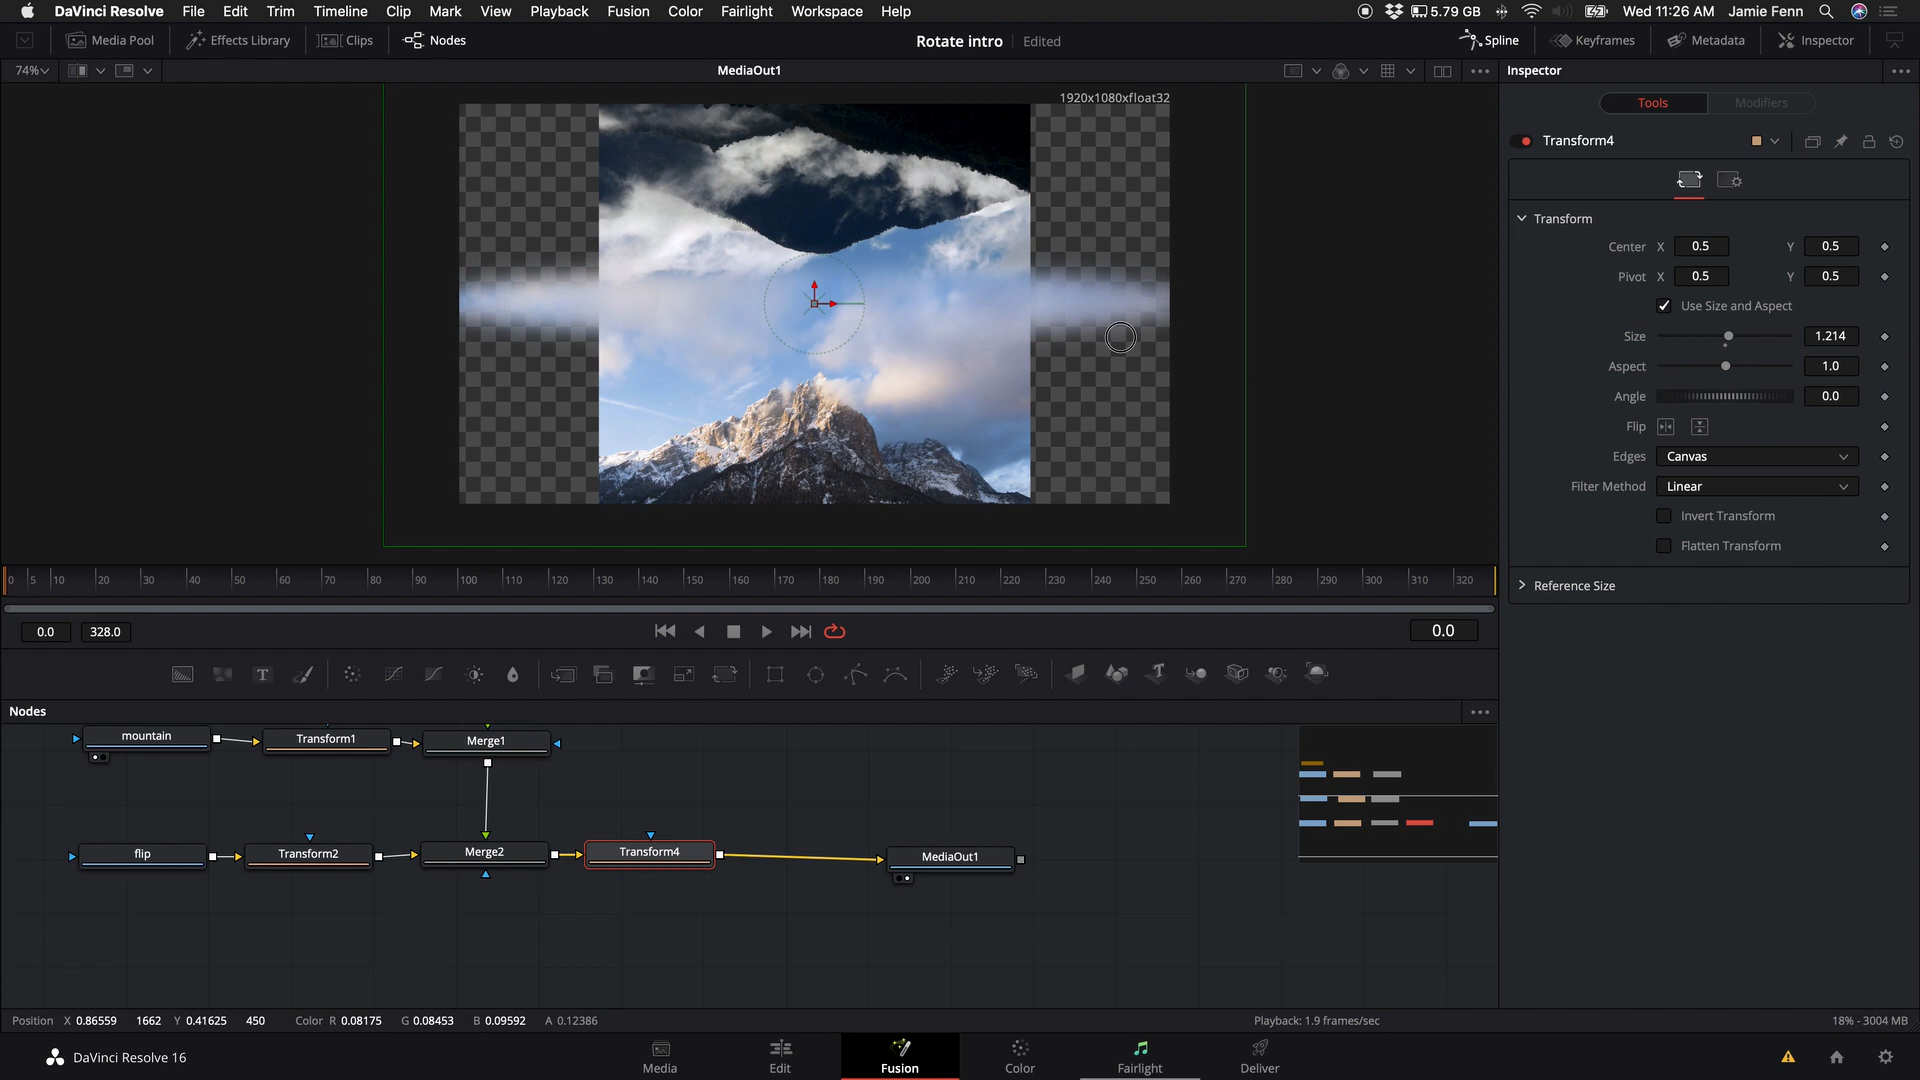 DaVinci Resolve File Edit Trim Timeline Clip Mark View Playback Fusion Color Fairlight Workspace Help 5.79 GB Wed 11:26 AM Jamie Fenn
Media Pool Effects Library Clips Nodes Rotate intro Edited Spline Keyframes Metadata Inspector
74% MediaOut1 Inspector
1920x1080xfloat32
Tools Modifiers
Transform4
Transform
Center X 0.5 Y 0.5
Pivot X 0.5 Y 0.5
Use Size and Aspect
Size 1.214
Aspect 1.0
Angle 0.0
Flip
Edges Canvas
Filter Method Linear
Invert Transform
Flatten Transform
Reference Size
0 5 10 20 30 40 50 60 70 80 90 100 110 120 130 140 150 160 170 180 190 200 210 220 230 240 250 260 270 280 290 300 310 320
0.0 328.0 0.0
Nodes
mountain Transform1 Merge1
flip Transform2 Merge2 Transform4 MediaOut1
Position X 0.86559 1662 Y 0.41625 450 Color R 0.08175 G 0.08453 B 0.09592 A 0.12386 Playback: 1.9 frames/sec 18% - 3004 MB
DaVinci Resolve 16 Media Edit Fusion Color Fairlight Deliver